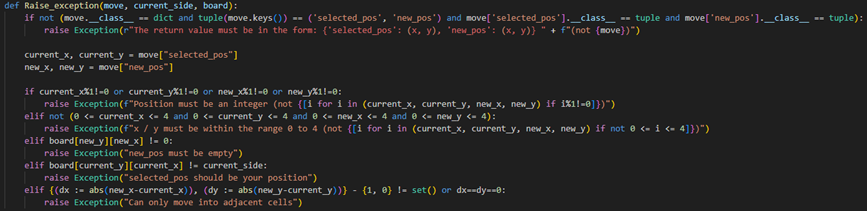 def Raise_exception(move, current_side, board):
    if not (move.__class__ == dict and tuple(move.keys()) == ('selected_pos', 'new_pos') and move['selected_pos'].__class__ == tuple and move['new_pos'].__class__ == tuple):
        raise Exception(r"The return value must be in the form: {'selected_pos': (x, y), 'new_pos': (x, y)} " + f"(not {move})")

    current_x, current_y = move["selected_pos"]
    new_x, new_y = move["new_pos"]

    if current_x%1!=0 or current_y%1!=0 or new_x%1!=0 or new_y%1!=0:
        raise Exception(f"Position must be an integer (not {[i for i in (current_x, current_y, new_x, new_y) if i%1!=0]})")
    elif not (0 <= current_x <= 4 and 0 <= current_y <= 4 and 0 <= new_x <= 4 and 0 <= new_y <= 4):
        raise Exception(f"x / y must be within the range 0 to 4 (not {[i for i in (current_x, current_y, new_x, new_y) if not 0 <= i <= 4]})")
    elif board[new_y][new_x] != 0:
        raise Exception("new_pos must be empty")
    elif board[current_y][current_x] != current_side:
        raise Exception("selected_pos should be your position")
    elif {(dx := abs(new_x-current_x)), (dy := abs(new_y-current_y))} - {1, 0} != set() or dx==dy==0:
        raise Exception("Can only move into adjacent cells")